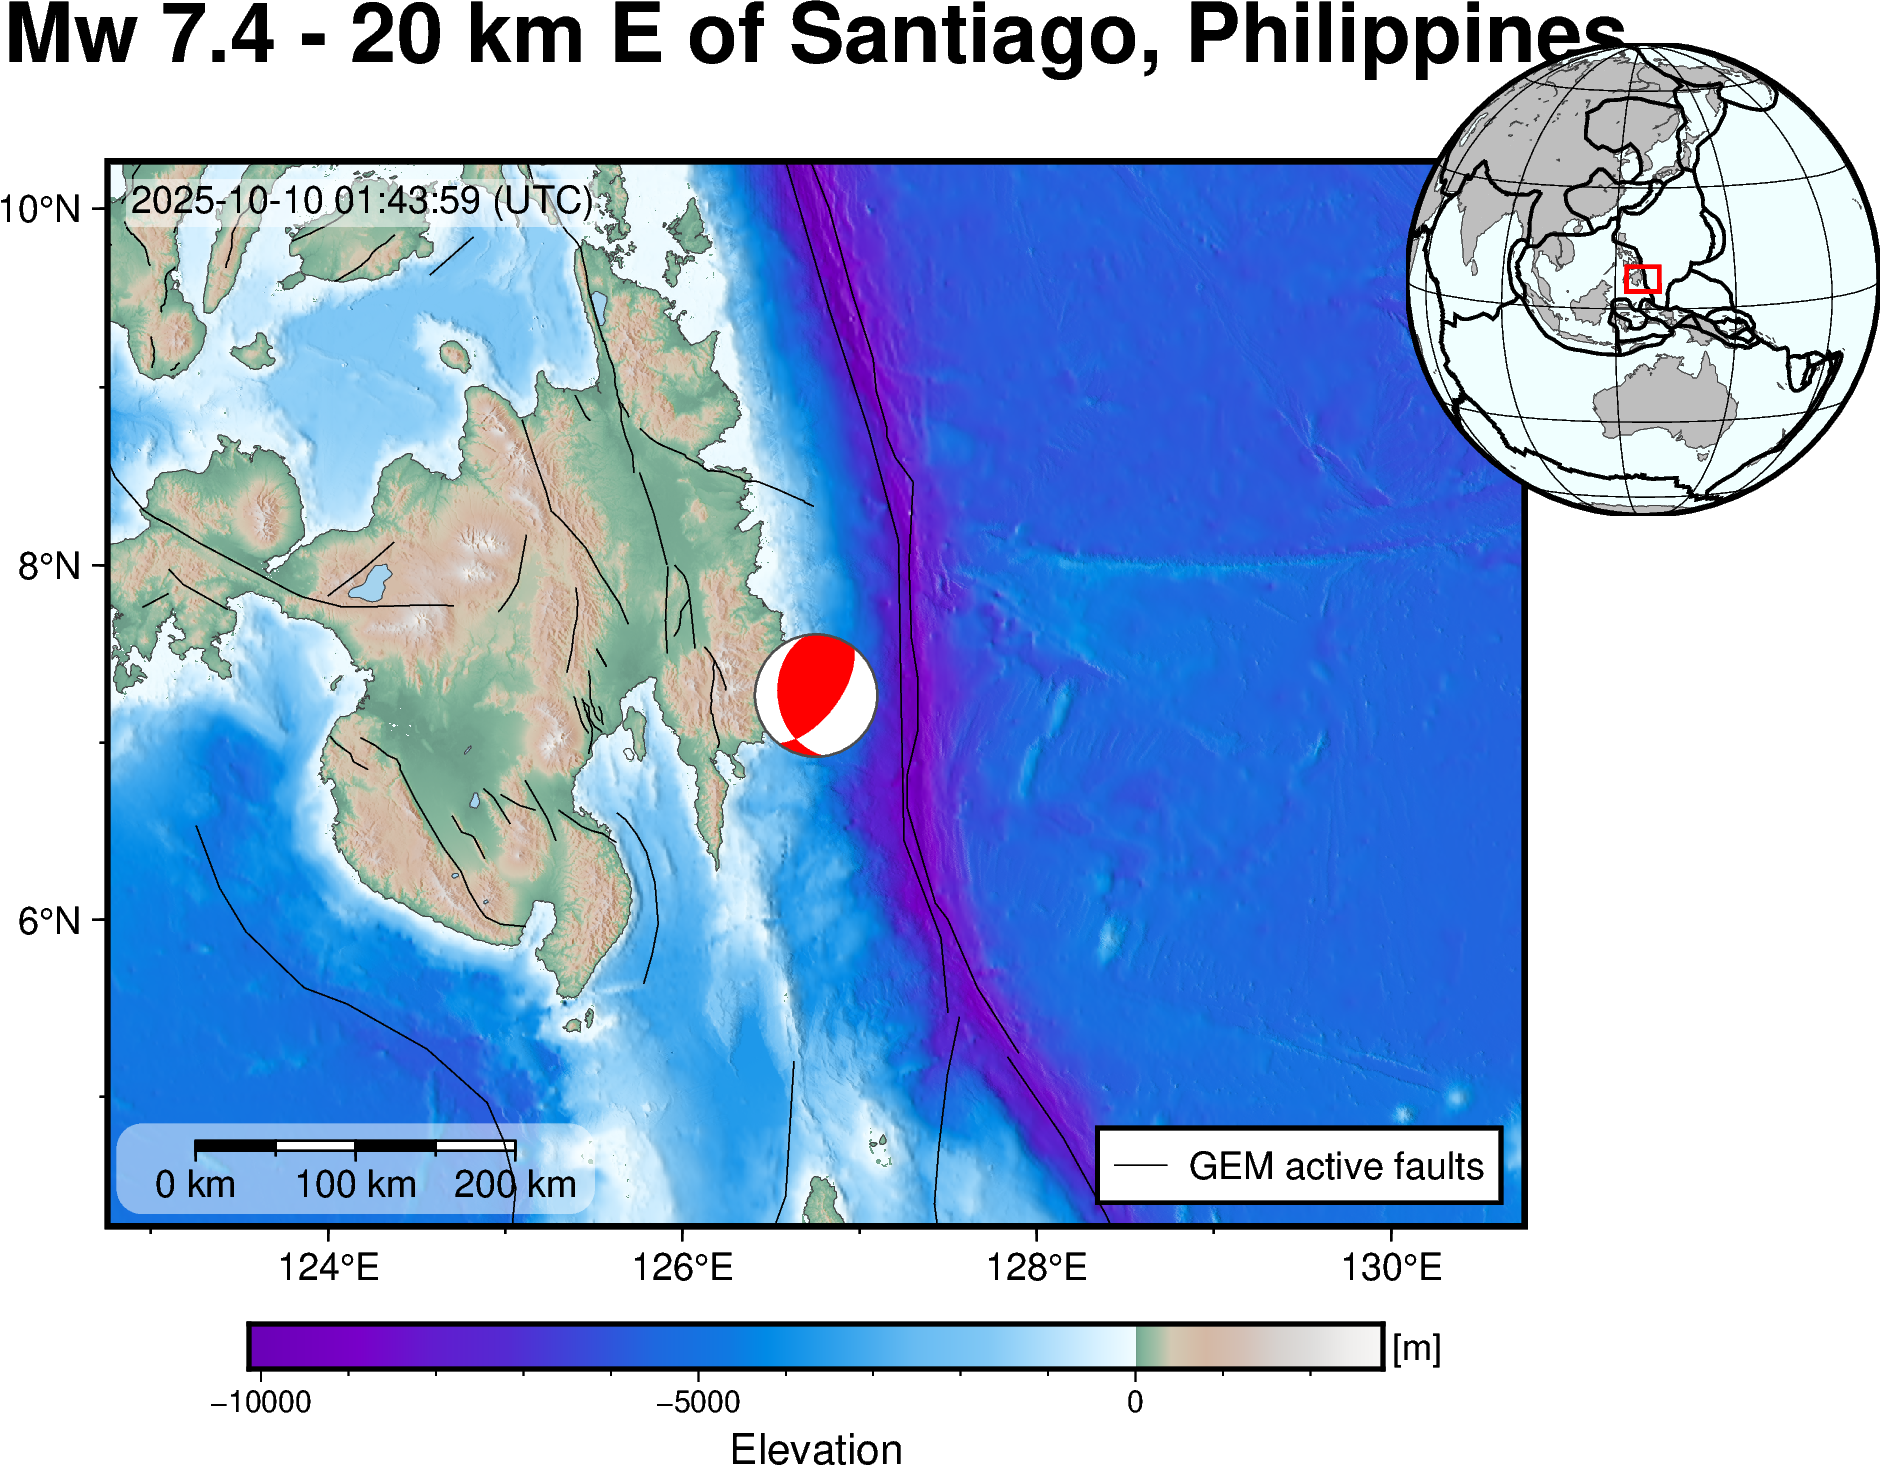 Mw 7.4 - 20 km E of Santiago, Philippines
2025-10-10 01:43:59 (UTC)
10°N
8°N
6°N
0 km 100 km 200 km
GEM active faults
124°E 126°E 128°E 130°E
[m]
−10000 −5000 0
Elevation